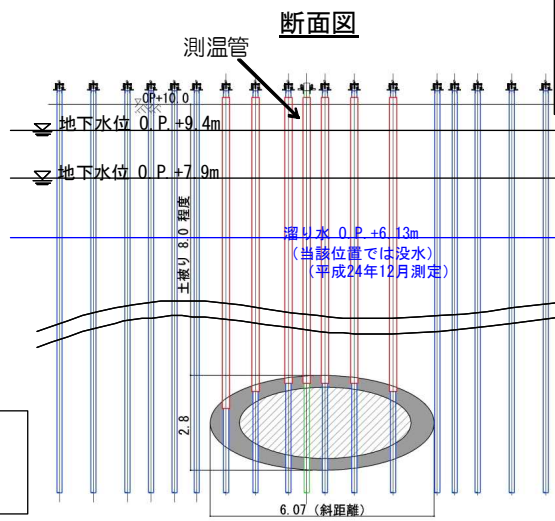 断面図
測温管
OP+10.0
地下水位 O.P.+9.4m
地下水位 O.P.+7.9m
土被り 8.0 程度
溜り水 O.P.+6.13m
(当該位置では没水)
(平成24年12月測定)
2.8
6.07 (斜距離)